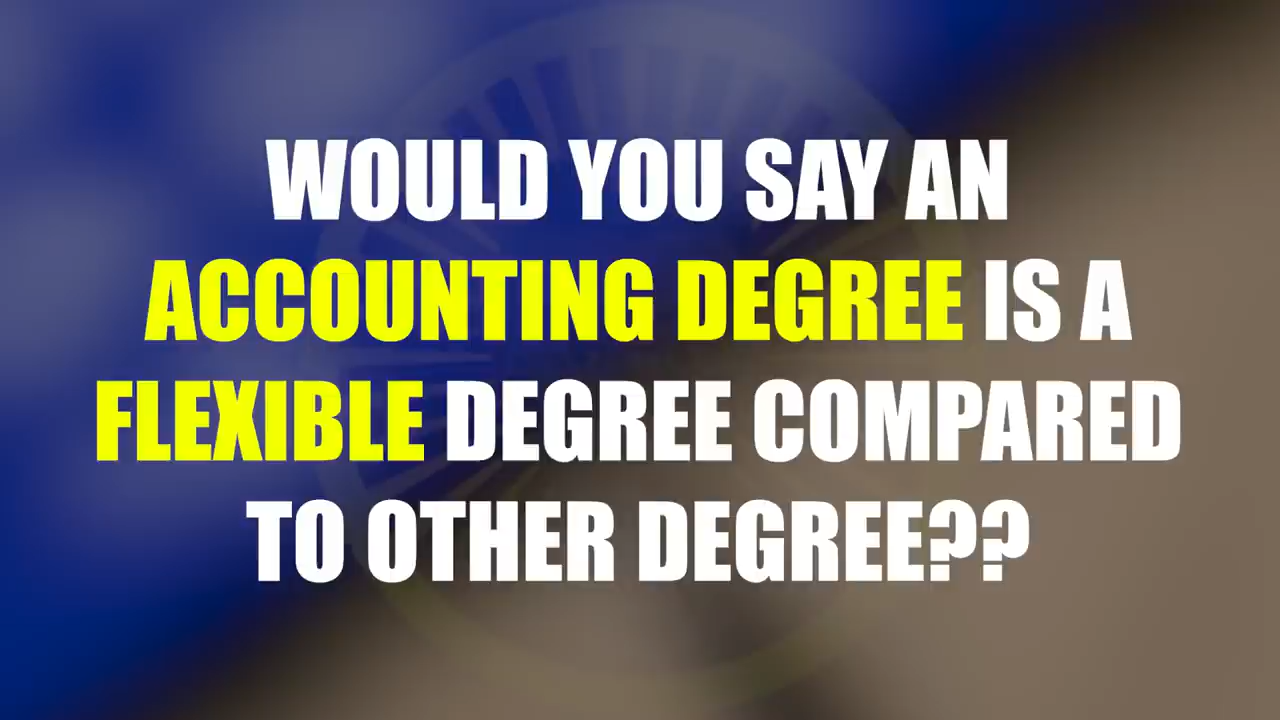 WOULD YOU SAY AN
ACCOUNTING DEGREE IS A
FLEXIBLE DEGREE COMPARED
TO OTHER DEGREE??